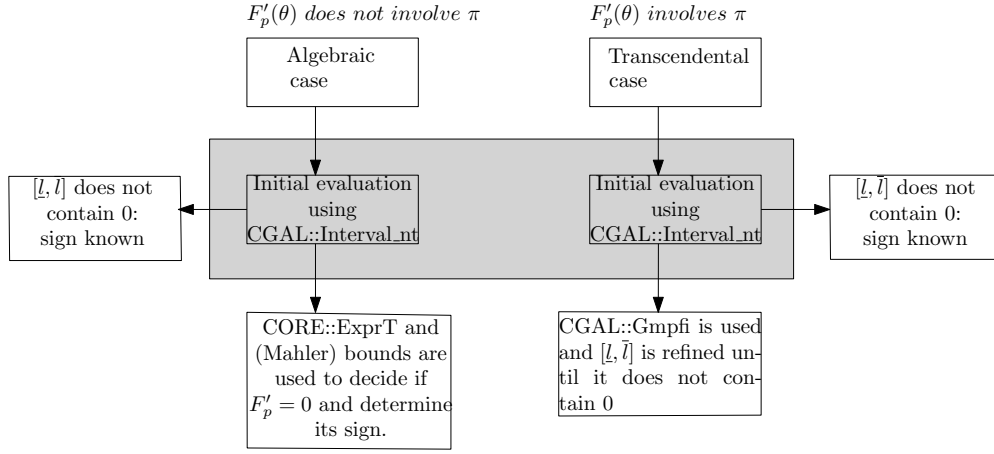 F′p(θ) does not involve π
F′p(θ) involves π
Algebraic
case
Transcendental
case
[l̲, l] does not
contain 0:
sign known
Initial evaluation
using
CGAL::Interval_nt
Initial evaluation
using
CGAL::Interval_nt
[l̲, l̄] does not
contain 0:
sign known
CORE::ExprT and
(Mahler) bounds are
used to decide if
F′p = 0 and determine
its sign.
CGAL::Gmpfi is used
and [l̲, l̄] is refined un-
til it does not con-
tain 0